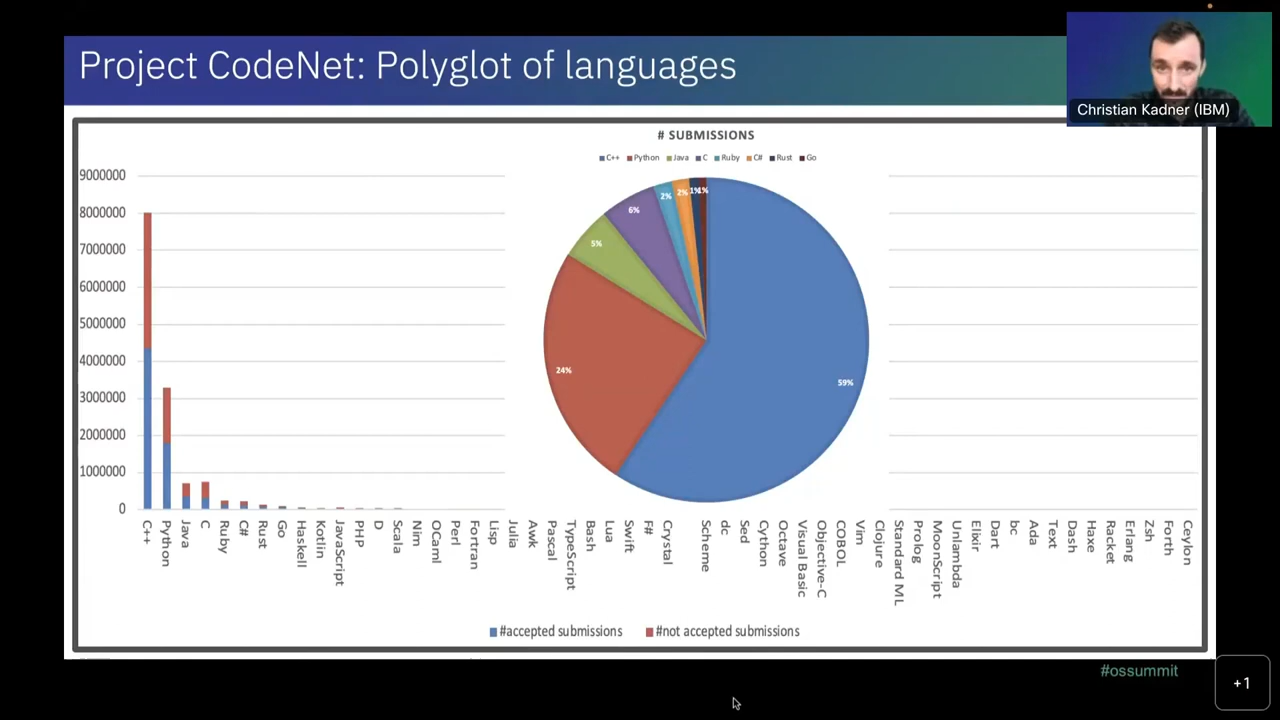 Project CodeNet: Polyglot of languages
Christian Kadner (IBM)
# SUBMISSIONS
C++ Python Java C Ruby C# Rust Go
9000000
8000000
7000000
6000000
5000000
4000000
3000000
2000000
1000000
0
59%
24%
5%
6%
2%
2%
1%
1%
C++
Python
Java
C
Ruby
C#
Rust
Go
Haskell
Kotlin
JavaScript
PHP
D
Scala
Nim
OCaml
Perl
Fortran
Lisp
Julia
Awk
Pascal
TypeScript
Bash
Lua
Swift
F#
Crystal
Scheme
dc
Sed
Cython
Octave
Visual Basic
Objective-C
COBOL
Vim
Clojure
Standard ML
Prolog
MoonScript
Unlambda
Elixir
Dart
bc
Ada
Text
Dash
Haxe
Racket
Erlang
Zsh
Forth
Ceylon
#accepted submissions #not accepted submissions
#ossummit
+1